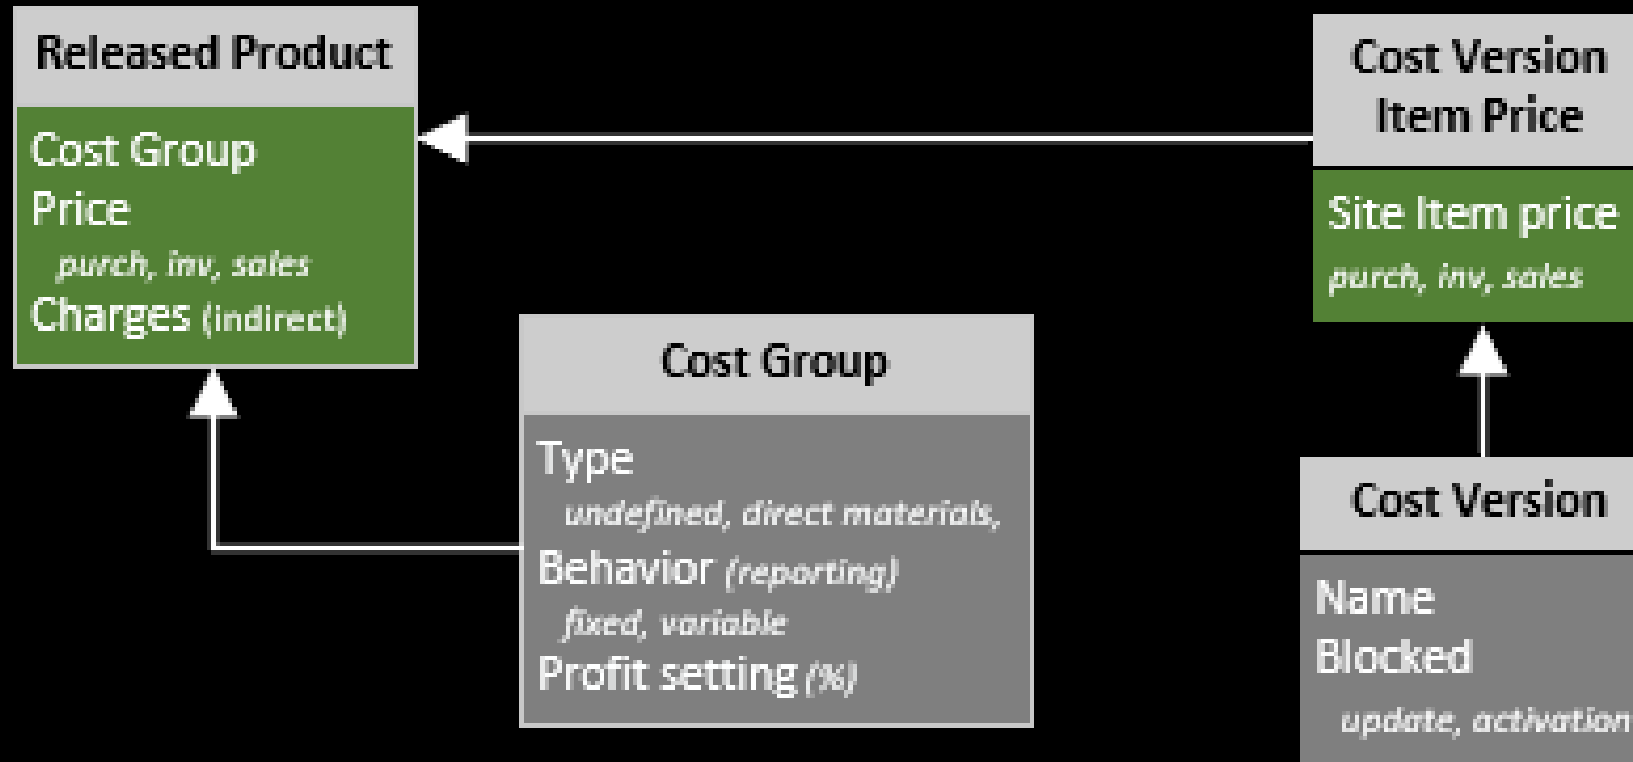 Released Product
Cost Group
Price
purch, inv, sales
Charges (indirect)
Cost Group
Type
undefined, direct materials,
Behavior (reporting)
fixed, variable
Profit setting (%)
Cost Version
Item Price
Site Item price
purch, inv, sales
Cost Version
Name
Blocked
update, activation